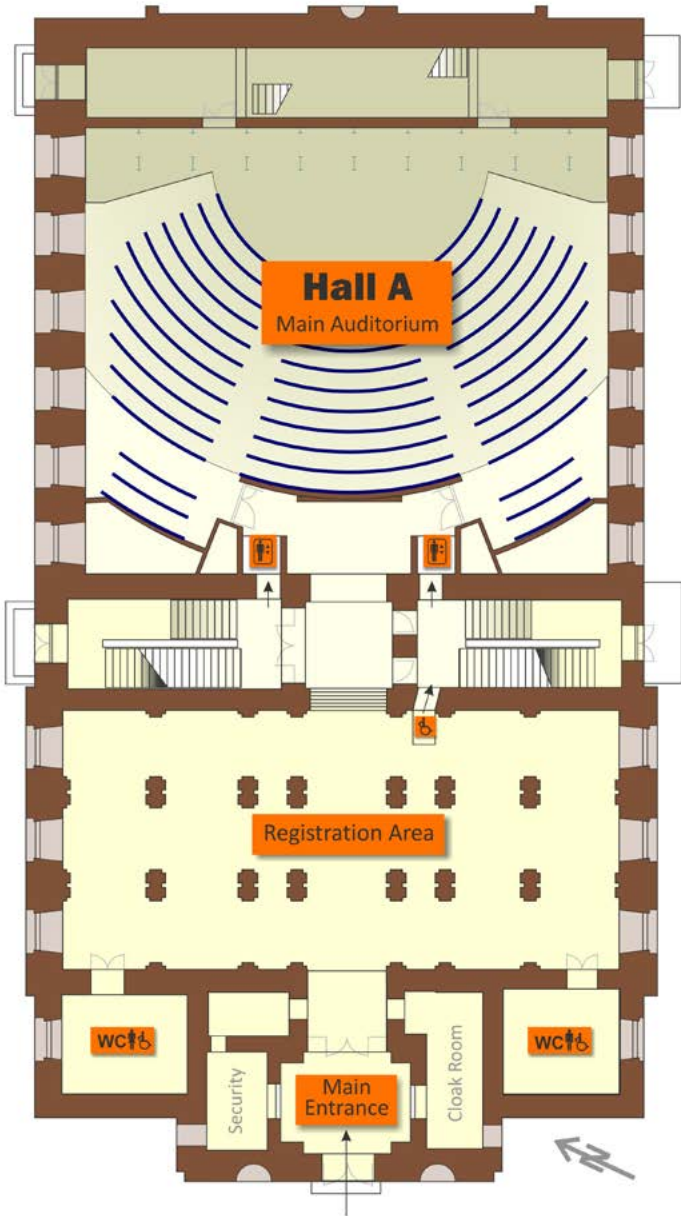 Hall A
Main Auditorium
Registration Area
WC
WC
Security
Main
Entrance
Cloak Room
N